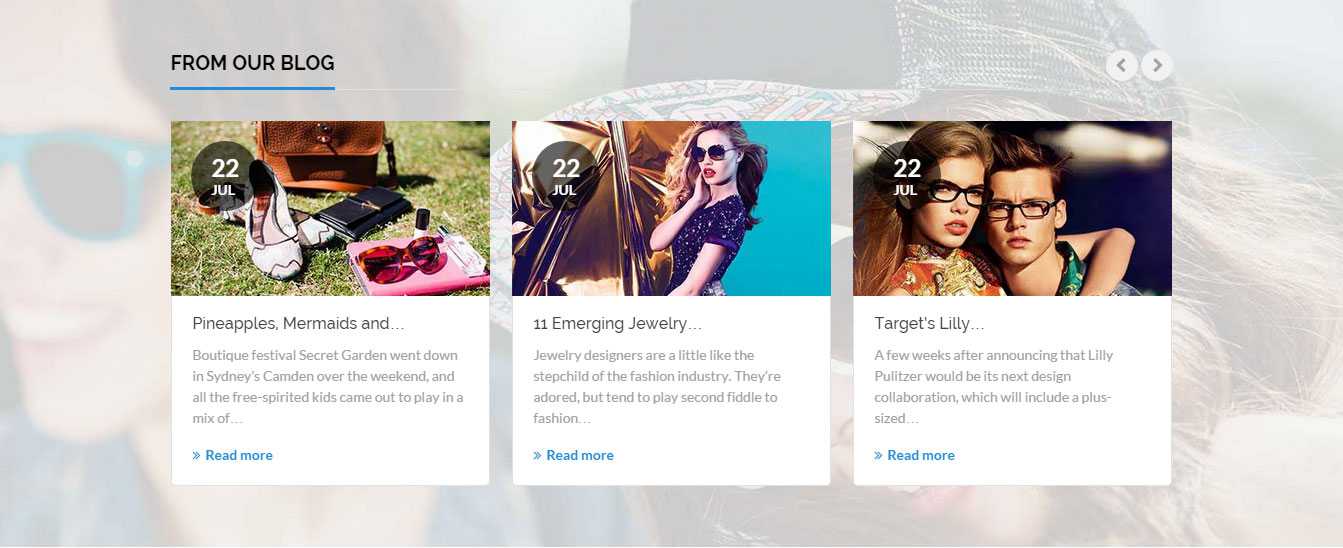 FROM OUR BLOG
22
JUL
Pineapples, Mermaids and…
Boutique festival Secret Garden went down
in Sydney's Camden over the weekend, and
all the free-spirited kids came out to play in a
mix of…
» Read more
22
JUL
11 Emerging Jewelry…
Jewelry designers are a little like the
stepchild of the fashion industry. They're
adored, but tend to play second fiddle to
fashion…
» Read more
22
JUL
Target's Lilly…
A few weeks after announcing that Lilly
Pulitzer would be its next design
collaboration, which will include a plus-
sized…
» Read more